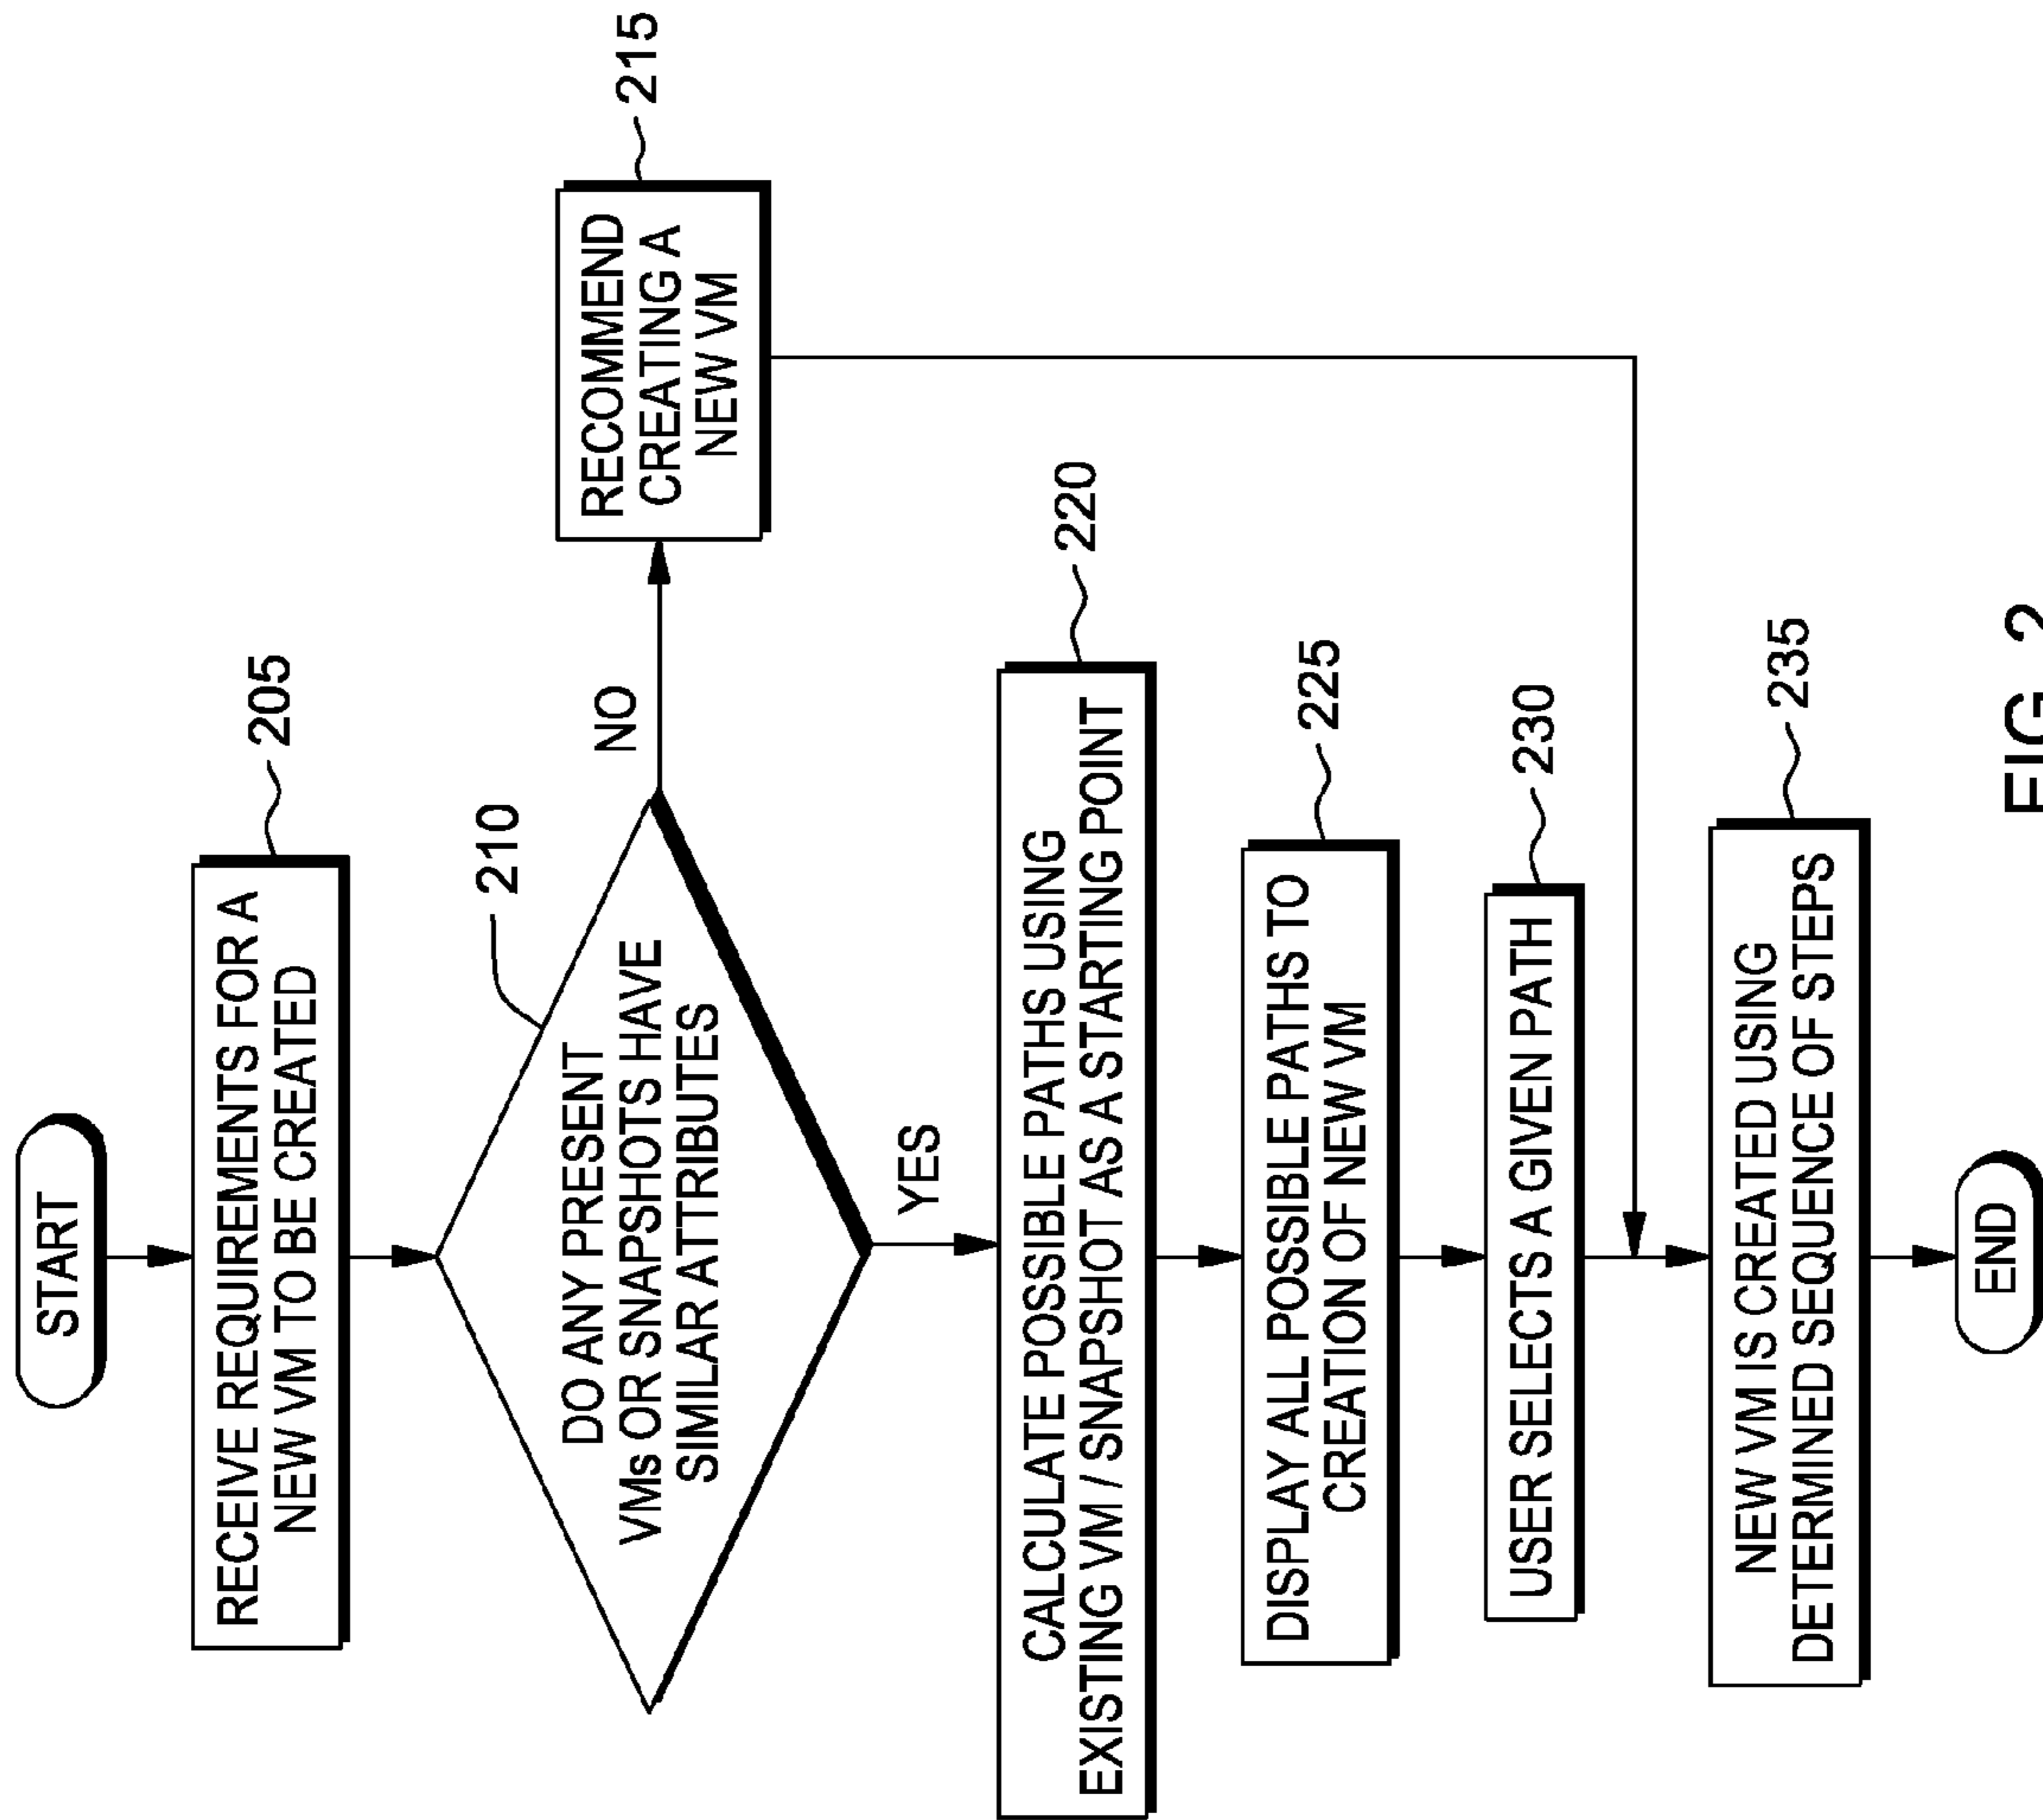 START
RECEIVE REQUIREMENTS FOR A
NEW VM TO BE CREATED
205
DO ANY PRESENT
VMs OR SNAPSHOTS HAVE
SIMILAR ATTRIBUTES
210
NO
RECOMMEND
CREATING A
NEW VM
215
YES
CALCULATE POSSIBLE PATHS USING
EXISTING VM / SNAPSHOT AS A STARTING POINT
220
DISPLAY ALL POSSIBLE PATHS TO
CREATION OF NEW VM
225
USER SELECTS A GIVEN PATH
230
NEW VM IS CREATED USING
DETERMINED SEQUENCE OF STEPS
235
END
FIG. 2